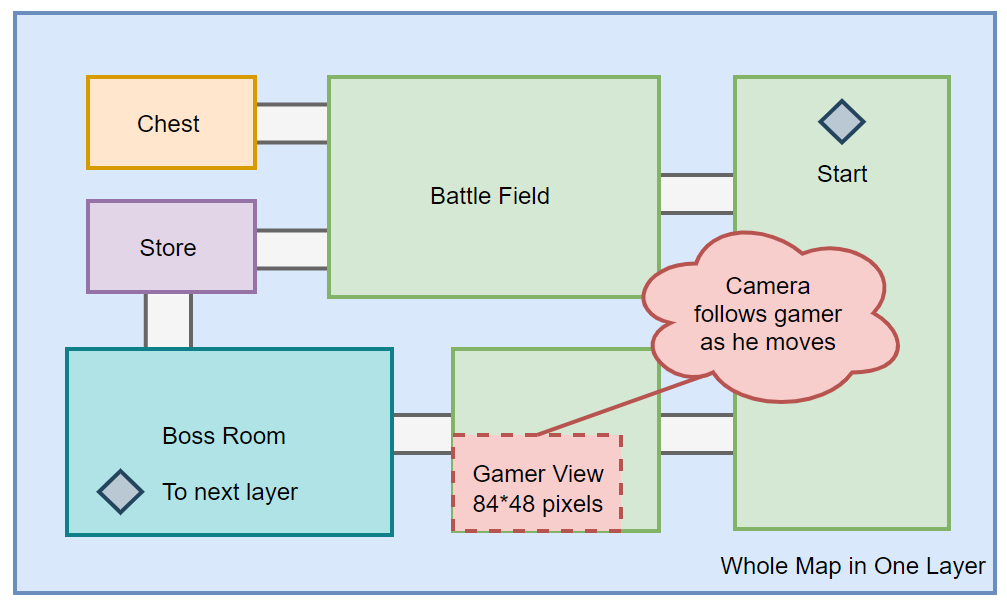 Chest
Battle Field
Start
Store
Camera
follows gamer
as he moves
Boss Room
To next layer
Gamer View
84*48 pixels
Whole Map in One Layer